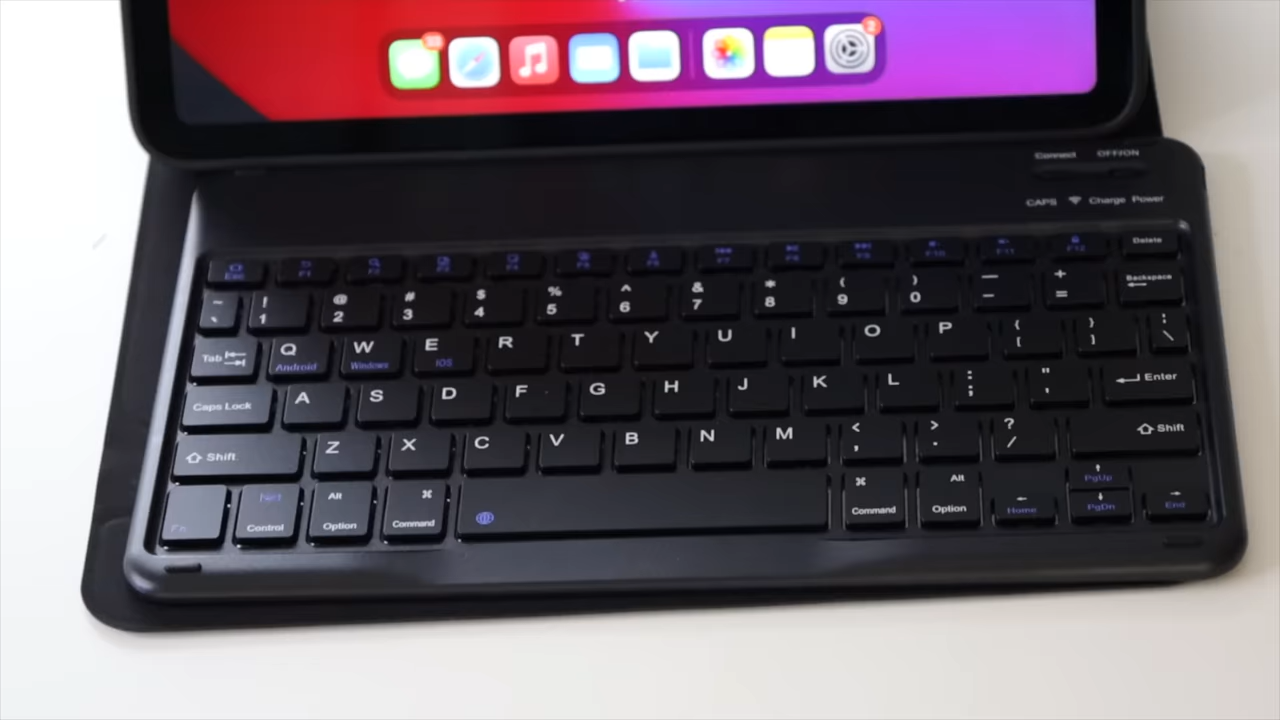 Connect OFF/ON
CAPS Charge Power
Esc F1 F2 F3 F4 F5 F6 F7 F8 F9 F10 F11 F12 Delete
~ ` ! 1 @ 2 # 3 $ 4 % 5 ^ 6 & 7 * 8 ( 9 ) 0 — - + = Backspace
Tab Q W E R T Y U I O P { [ } ] \
Android Windows IOS
Caps Lock A S D F G H J K L : ; " ' Enter
Shift Z X C V B N M < , > . ? / Shift
Fn Control Alt Option ⌘ Command ⌘ Command Alt Option Home PgUp PgDn End